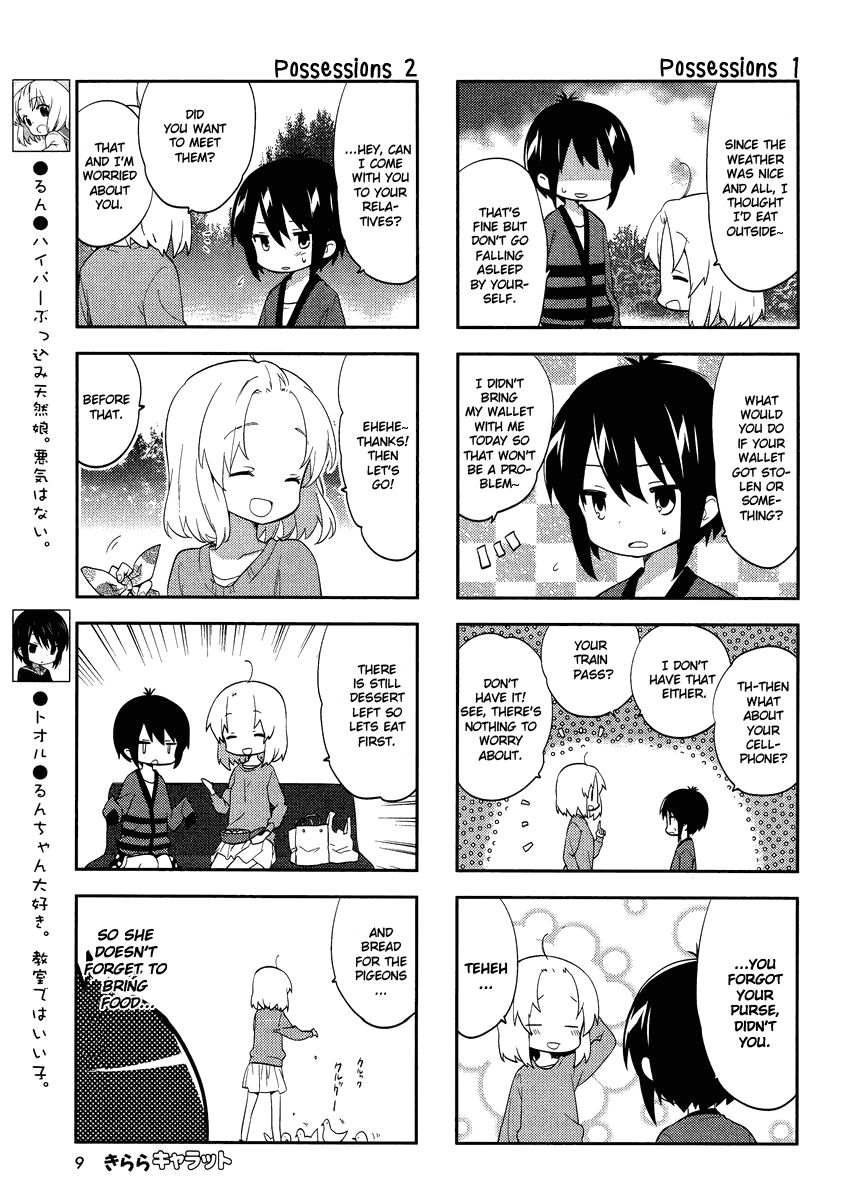 Possessions 1
SINCE THE
WEATHER
WAS NICE
AND ALL, I
THOUGHT
I'D EAT
OUTSIDE~
THAT'S
FINE BUT
DON'T GO
FALLING
ASLEEP
BY YOUR-
SELF.
WHAT
WOULD
YOU DO
IF YOUR
WALLET
GOT STO-
LEN OR
SOME-
THING?
I DIDN'T
BRING
MY WALLET
WITH ME
TODAY SO
THAT WON'T
BE A PRO-
BLEM~
TH-THEN
WHAT
ABOUT
YOUR
CELL-
PHONE?
I DON'T
HAVE THAT
EITHER.
YOUR
TRAIN
PASS?
DON'T
HAVE IT!
SEE, THERE'S
NOTHING TO
WORRY
ABOUT.
...YOU
FORGOT
YOUR
PURSE,
DIDN'T
YOU.
TEHEH
...
Possessions 2
...HEY, CAN
I COME
WITH YOU
TO YOUR
RELA-
TIVES?
DID
YOU WANT
TO MEET
THEM?
THAT
AND I'M
WORRIED
ABOUT
YOU.
EHEHE~
THANKS!
THEN
LET'S
GO!
BEFORE
THAT.
THERE
IS STILL
DESSERT
LEFT SO
LETS EAT
FIRST.
AND
BREAD
FOR THE
PIGEONS
...
SO SHE
DOESN'T
FORGET TO
BRING
FOOD...
クルッ
クルッ
クルックー
●るん●ハイパーぶっ込み天然娘。悪気はない。
●トオル●るんちゃん大好き。教室ではいい子。
9 きららキャラット